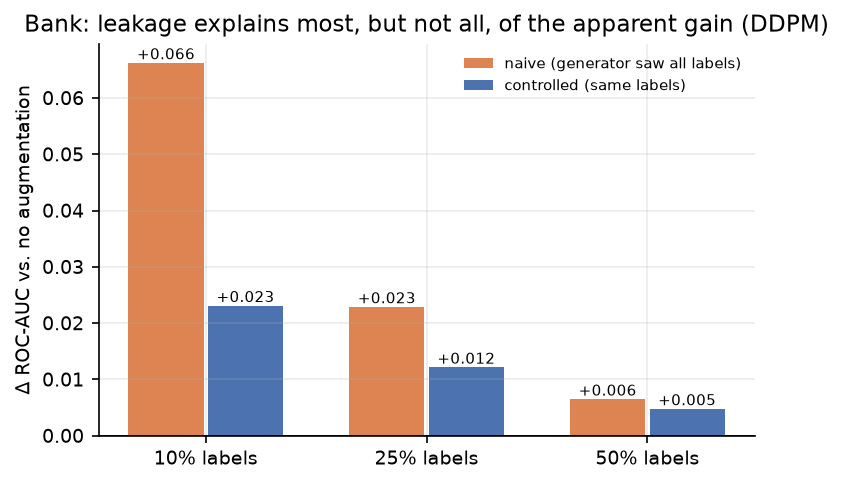 Bank: leakage explains most, but not all, of the apparent gain (DDPM)
naive (generator saw all labels)
controlled (same labels)
Δ ROC-AUC vs. no augmentation
0.06
0.05
0.04
0.03
0.02
0.01
0.00
+0.066
+0.023
+0.023
+0.012
+0.006
+0.005
10% labels
25% labels
50% labels